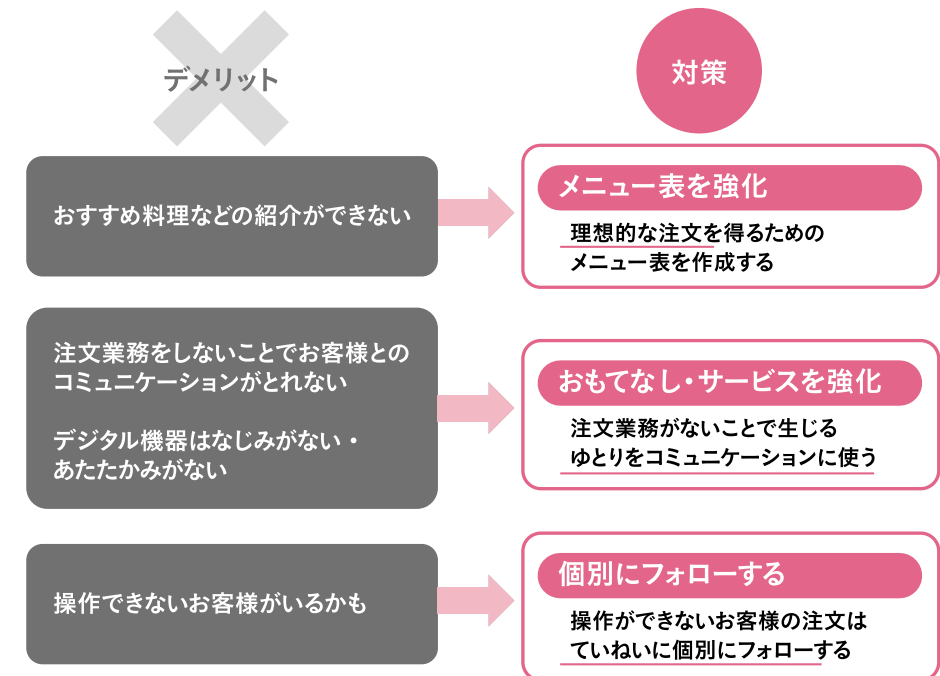 デメリット
対策
おすすめ料理などの紹介ができない
メニュー表を強化
理想的な注文を得るための
メニュー表を作成する
注文業務をしないことでお客様との
コミュニケーションがとれない
デジタル機器はなじみがない・
あたたかみがない
おもてなし・サービスを強化
注文業務がないことで生じる
ゆとりをコミュニケーションに使う
操作できないお客様がいるかも
個別にフォローする
操作ができないお客様の注文は
ていねいに個別にフォローする